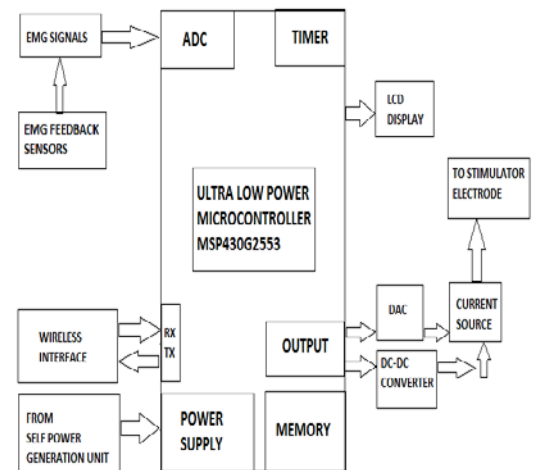 EMG SIGNALS
ADC
TIMER
LCD
DISPLAY
EMG FEEDBACK
SENSORS
TO STIMULATOR
ELECTRODE
ULTRA LOW POWER
MICROCONTROLLER
MSP430G2553
WIRELESS
INTERFACE
RX
TX
OUTPUT
DAC
CURRENT
SOURCE
DC-DC
CONVERTER
FROM
SELF POWER
GENERATION UNIT
POWER
SUPPLY
MEMORY